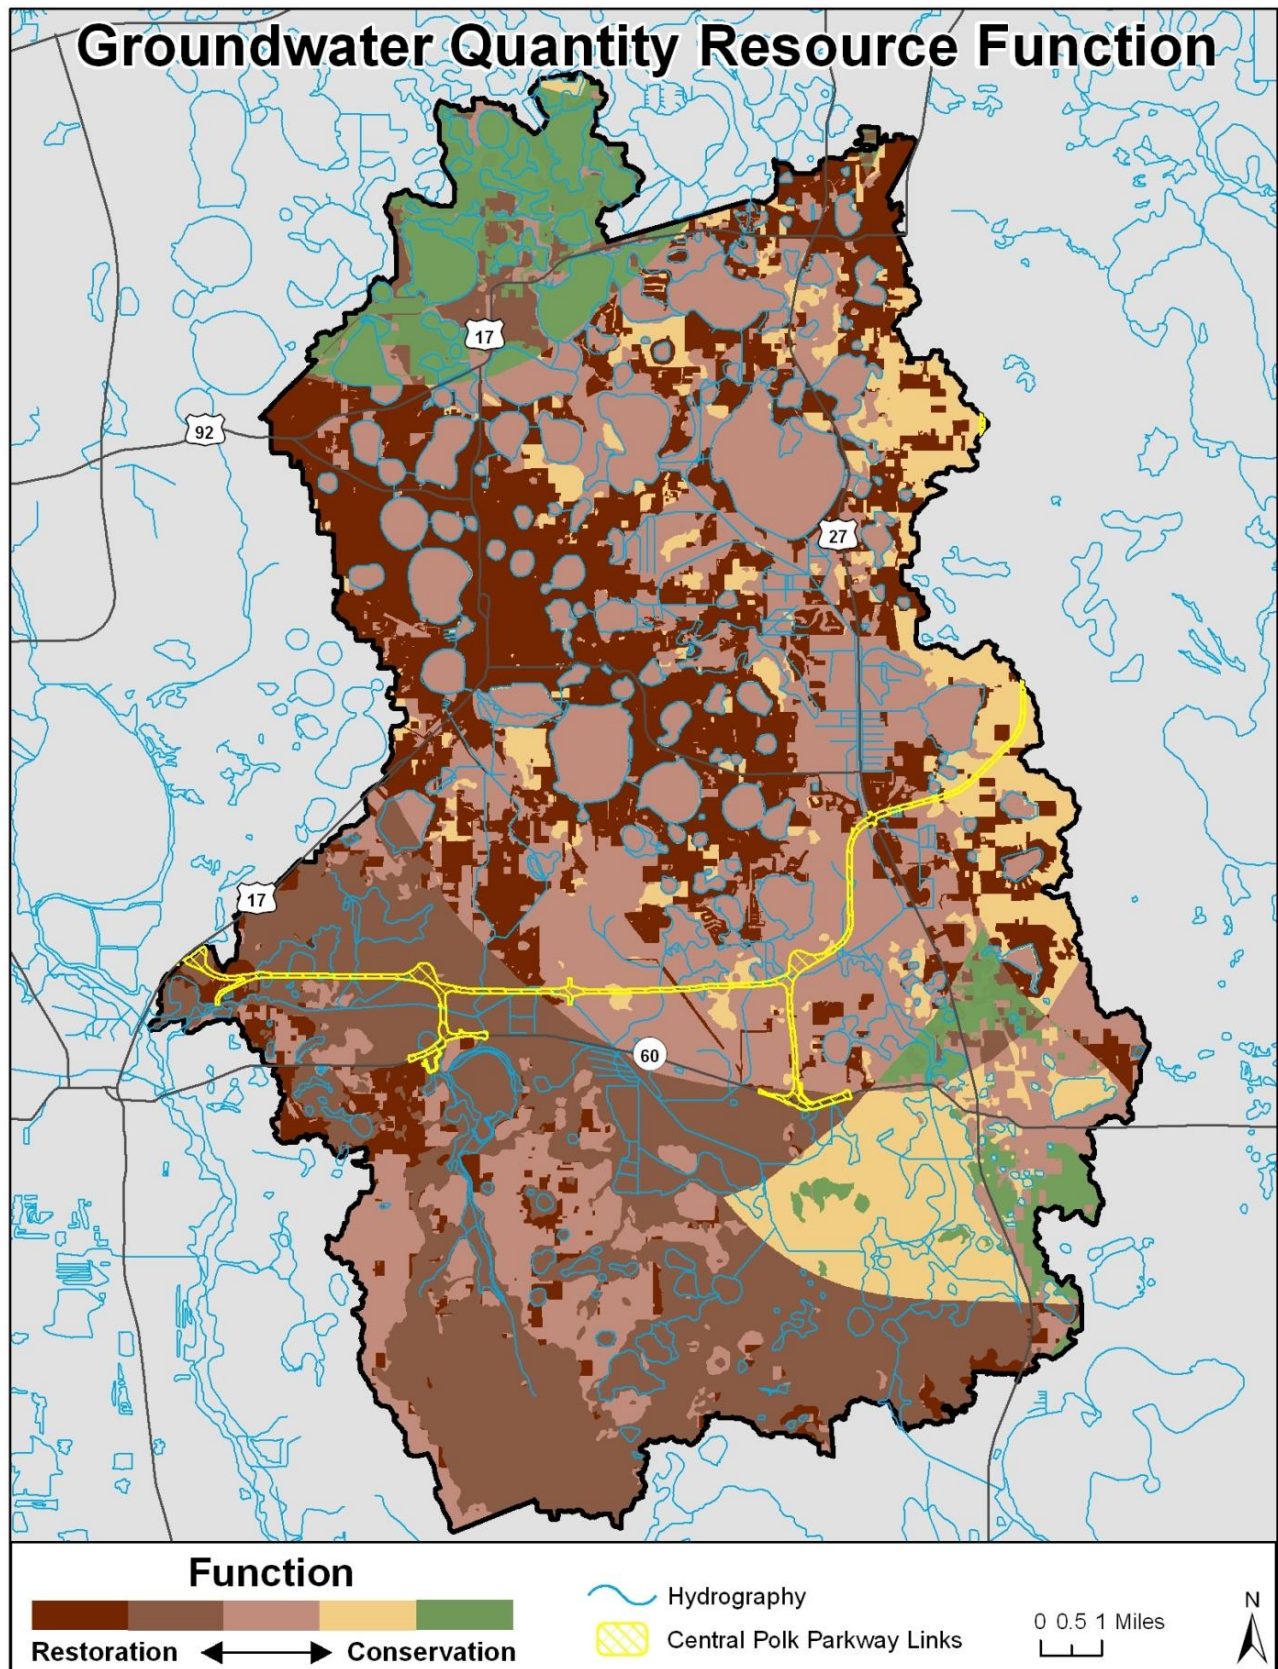 Groundwater Quantity Resource Function
17
92
27
17
60
Function
Restoration Conservation
Hydrography
Central Polk Parkway Links
0 0.5 1 Miles
N